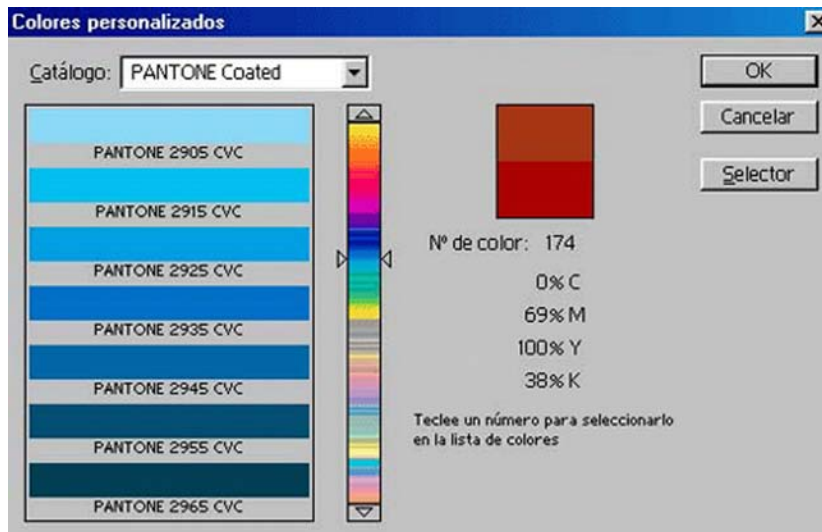 Colores personalizados
Catálogo: PANTONE Coated
OK
Cancelar
Selector
PANTONE 2905 CVC
PANTONE 2915 CVC
PANTONE 2925 CVC
PANTONE 2935 CVC
PANTONE 2945 CVC
PANTONE 2955 CVC
PANTONE 2965 CVC
Nº de color: 174
0% C
69% M
100% Y
38% K
Teclee un número para seleccionarlo
en la lista de colores